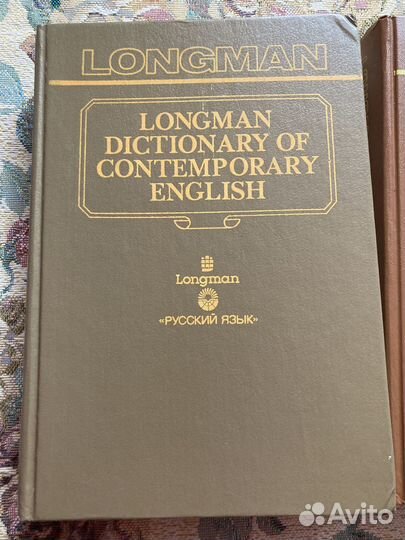 LONGMAN
LONGMAN
DICTIONARY OF
CONTEMPORARY
ENGLISH
Longman
«РУССКИЙ ЯЗЫК»
Avito